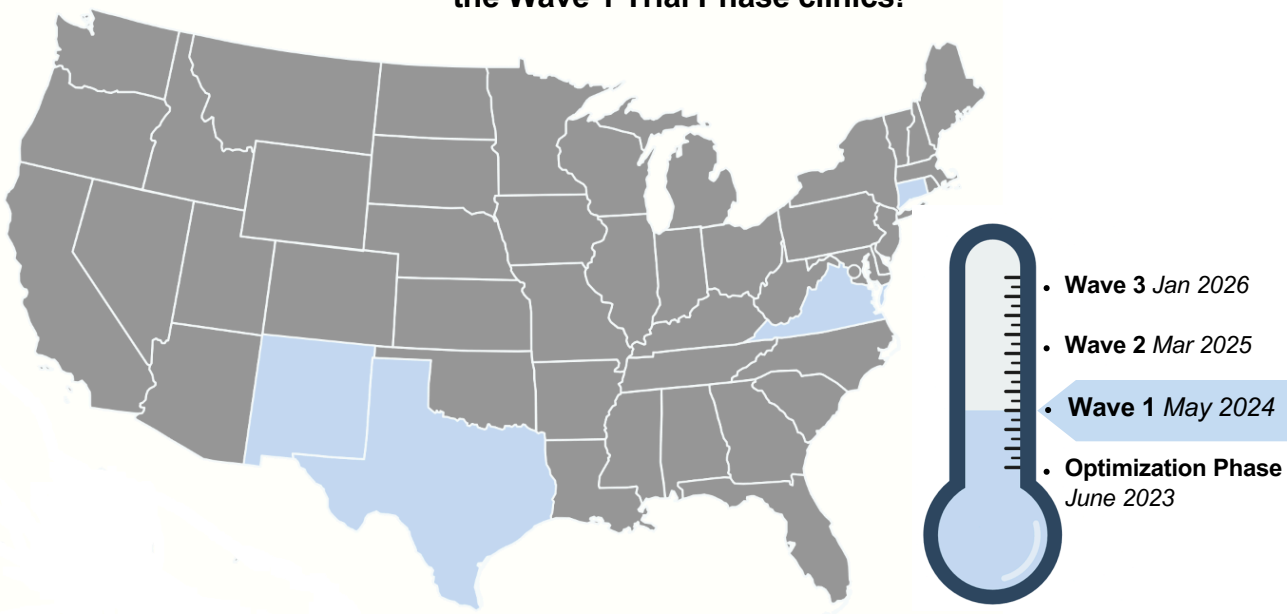 the Wave 1 Trial Phase clinics!
Wave 3 Jan 2026
Wave 2 Mar 2025
Wave 1 May 2024
Optimization Phase
June 2023